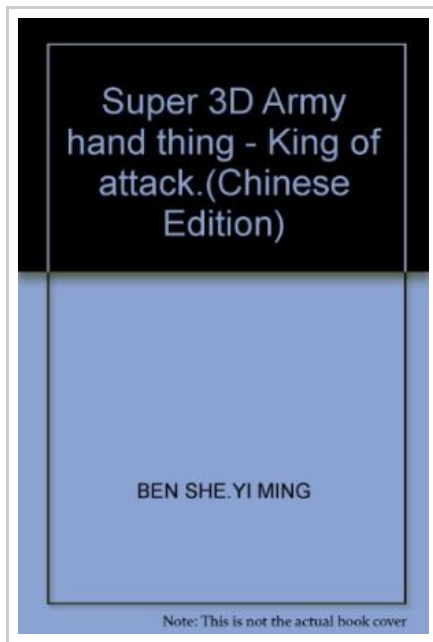 Super 3D Army
hand thing - King of
attack.(Chinese
Edition)
BEN SHE.YI MING
Note: This is not the actual book cover